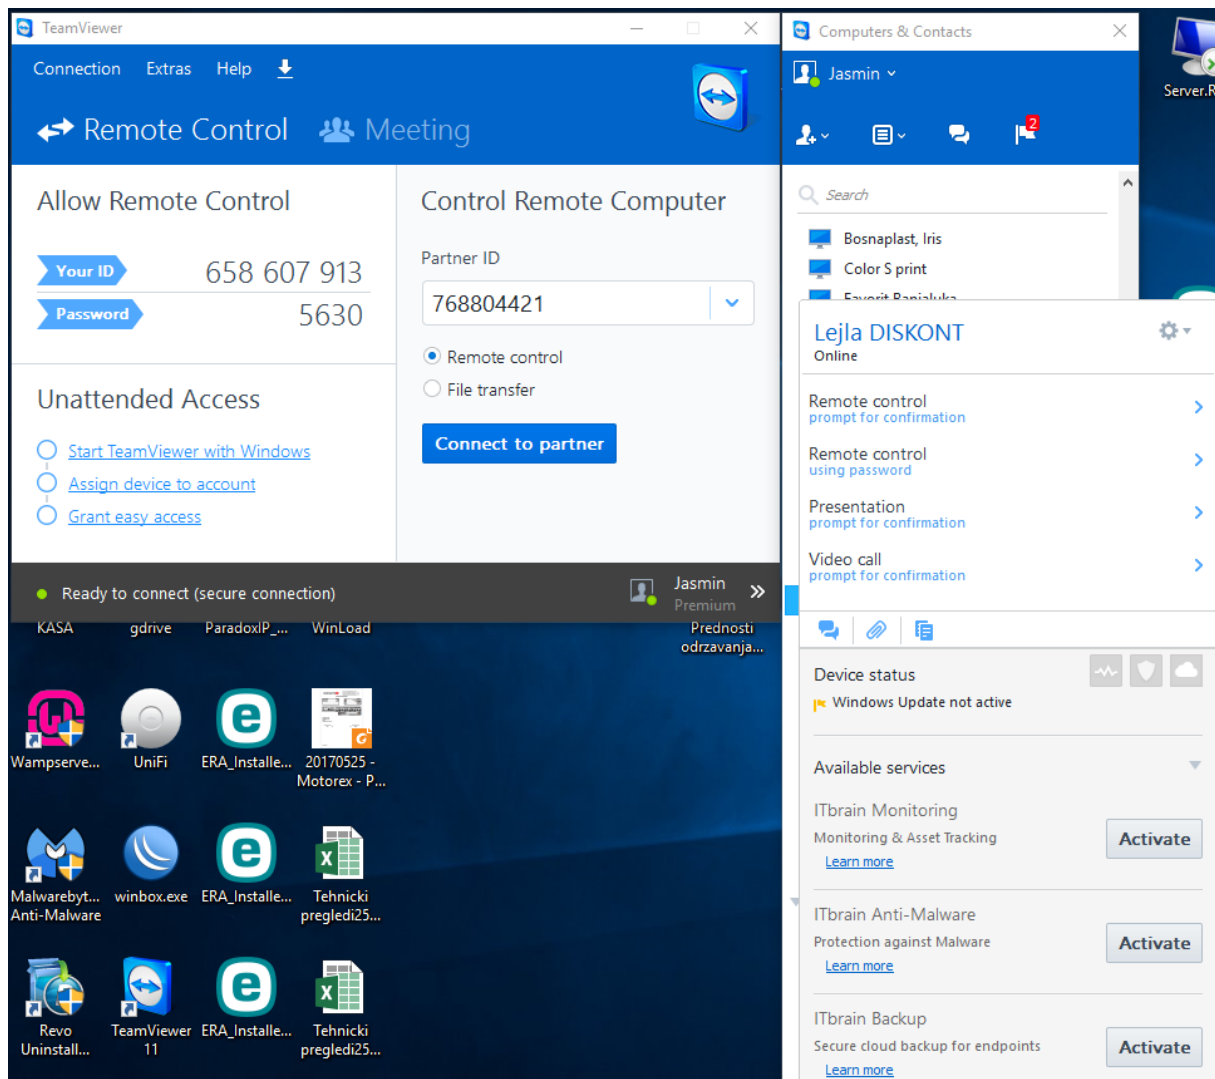 TeamViewer
Connection Extras Help
Remote Control Meeting
Allow Remote Control
Your ID 658 607 913
Password 5630
Unattended Access
Start TeamViewer with Windows
Assign device to account
Grant easy access
Control Remote Computer
Partner ID
768804421
Remote control
File transfer
Connect to partner
Ready to connect (secure connection)
Jasmin
Premium
Computers & Contacts
Jasmin
2
Search
Bosnaplast, Iris
Color S print
Favorit Banjaluka
Lejla DISKONT
Online
Remote control
prompt for confirmation
Remote control
using password
Presentation
prompt for confirmation
Video call
prompt for confirmation
Device status
Windows Update not active
Available services
ITbrain Monitoring
Monitoring & Asset Tracking
Learn more
Activate
ITbrain Anti-Malware
Protection against Malware
Learn more
Activate
ITbrain Backup
Secure cloud backup for endpoints
Learn more
Activate
Server.R
KASA
gdrive
ParadoxIP_...
WinLoad
Prednosti
odrzavanja...
Wampserve...
UniFi
ERA_Installe...
20170525 -
Motorex - P...
Malwarebyt...
Anti-Malware
winbox.exe
ERA_Installe...
Tehnicki
pregledi25...
Revo
Uninstall...
TeamViewer
11
ERA_Installe...
Tehnicki
pregledi25...